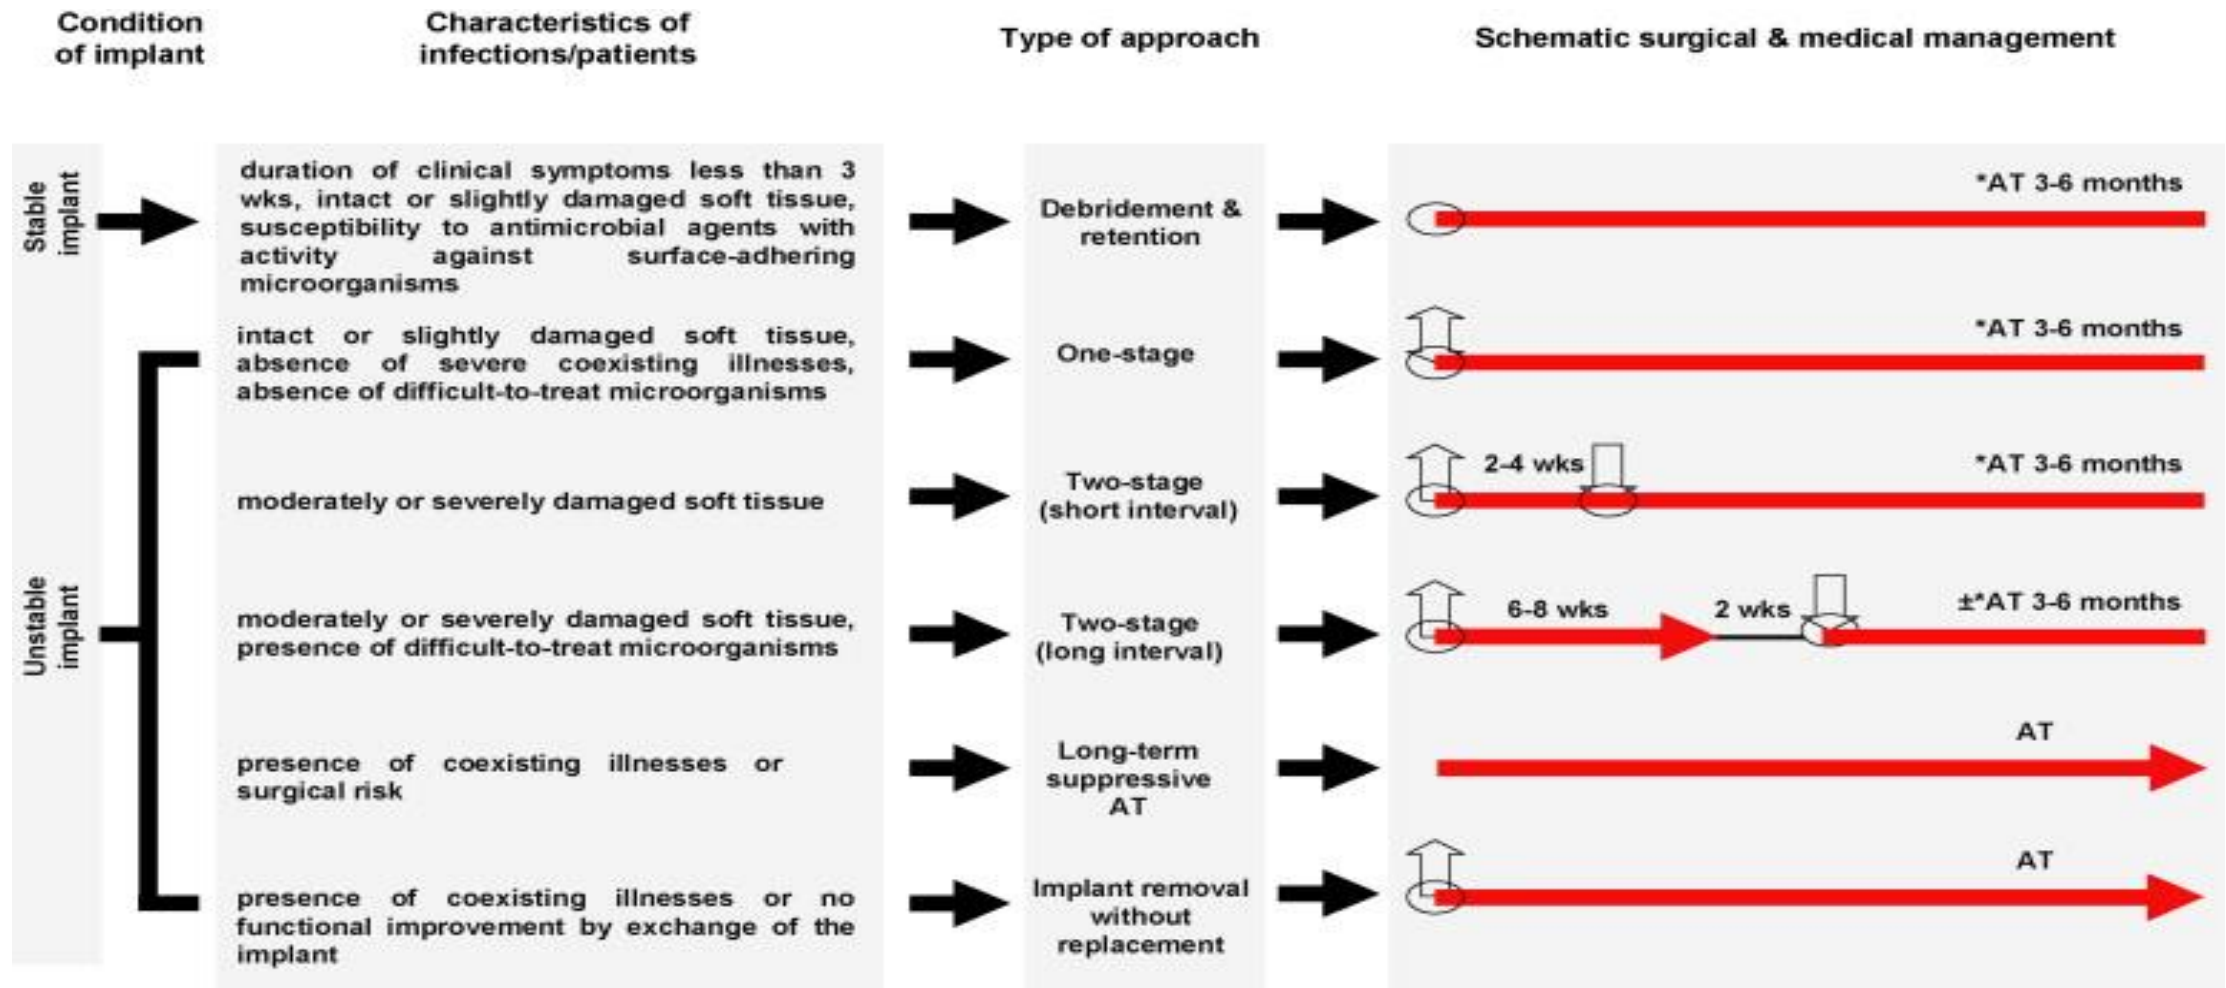 Condition
of implant
Characteristics of
infections/patients
Type of approach
Schematic surgical & medical management
Stable
implant
duration of clinical symptoms less than 3
wks, intact or slightly damaged soft tissue,
susceptibility to antimicrobial agents with
activity against surface-adhering
microorganisms
Debridement &
retention
*AT 3-6 months
intact or slightly damaged soft tissue,
absence of severe coexisting illnesses,
absence of difficult-to-treat microorganisms
One-stage
*AT 3-6 months
moderately or severely damaged soft tissue
Two-stage
(short interval)
2-4 wks
*AT 3-6 months
Unstable
implant
moderately or severely damaged soft tissue,
presence of difficult-to-treat microorganisms
Two-stage
(long interval)
6-8 wks
2 wks
±*AT 3-6 months
presence of coexisting illnesses or
surgical risk
Long-term
suppressive
AT
AT
presence of coexisting illnesses or no
functional improvement by exchange of the
implant
Implant removal
without
replacement
AT